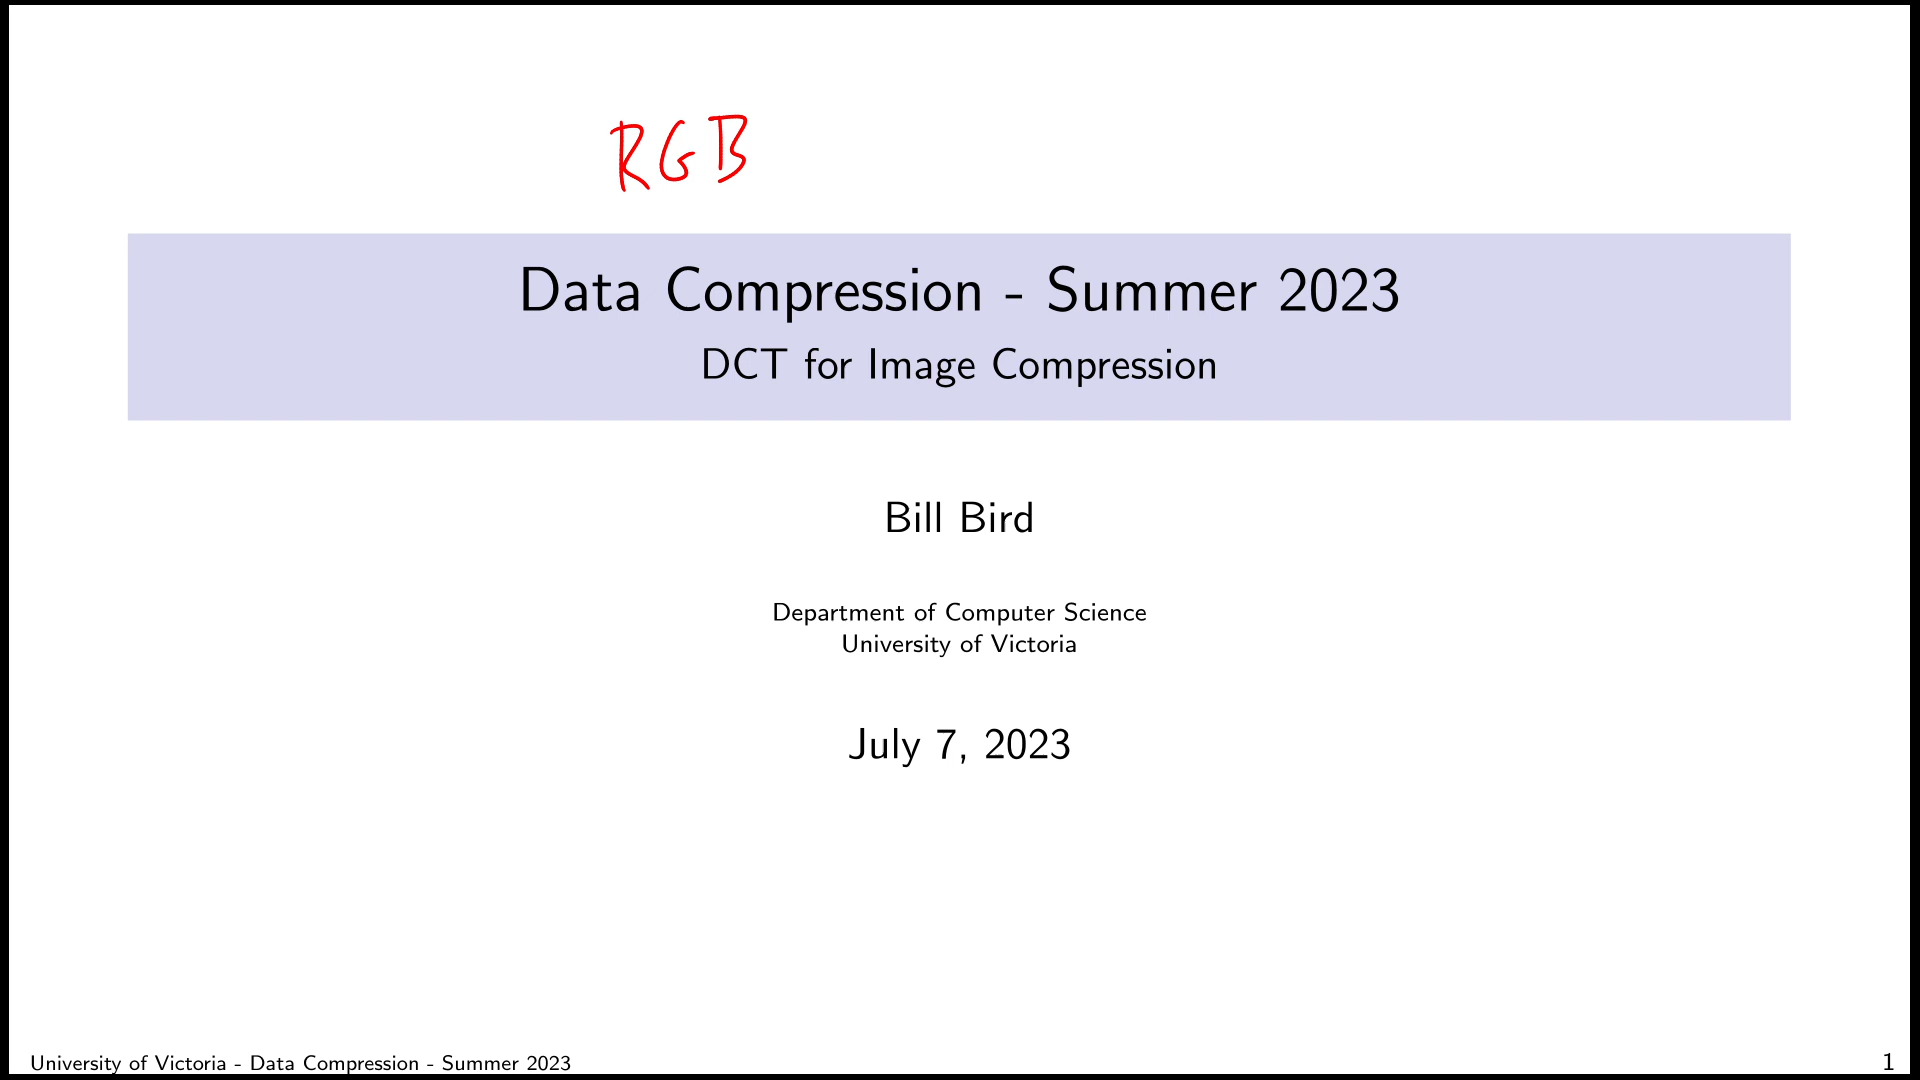 RGB
Data Compression - Summer 2023
DCT for Image Compression
Bill Bird
Department of Computer Science
University of Victoria
July 7, 2023
University of Victoria - Data Compression - Summer 2023
1